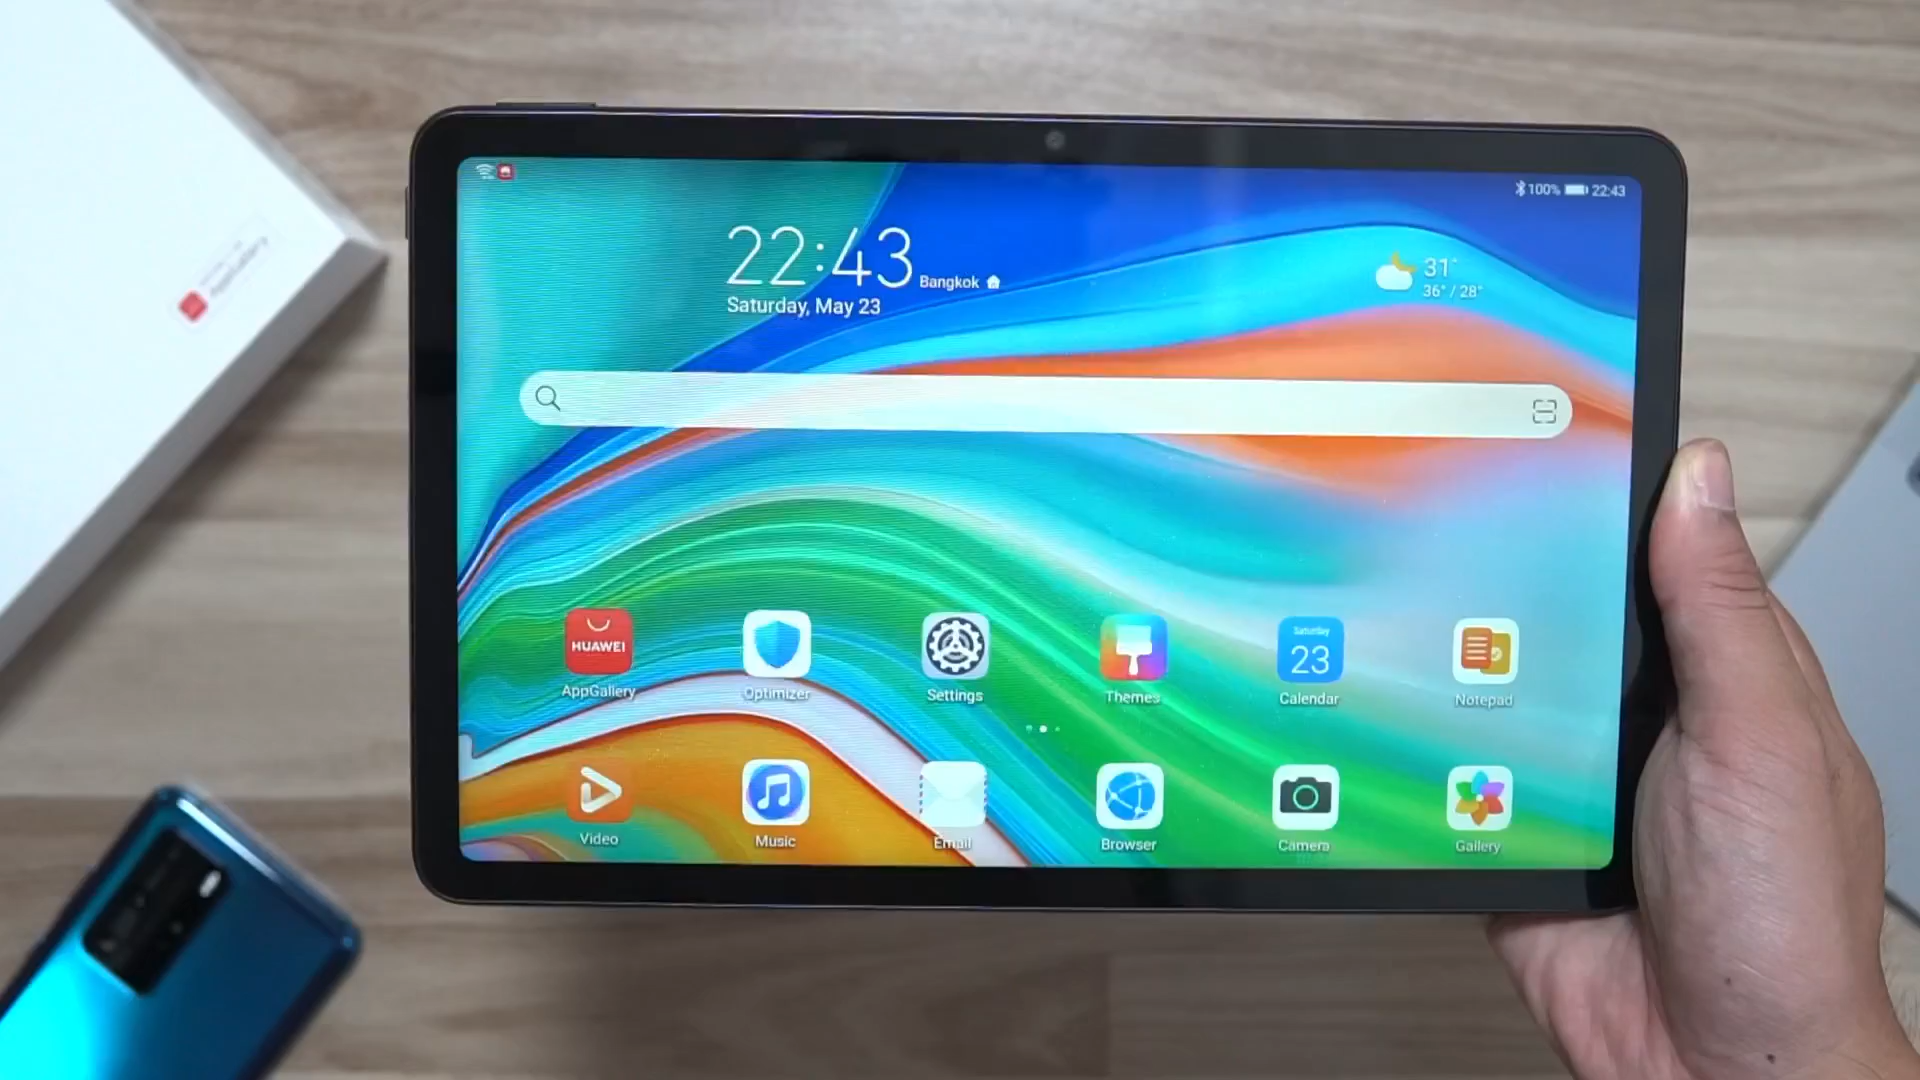 100% 22:43
22:43
Bangkok
Saturday, May 23
31°
36° / 28°
HUAWEI
AppGallery
Optimizer
Settings
Themes
Saturday
23
Calendar
Notepad
Video
Music
Email
Browser
Camera
Gallery
AppGallery